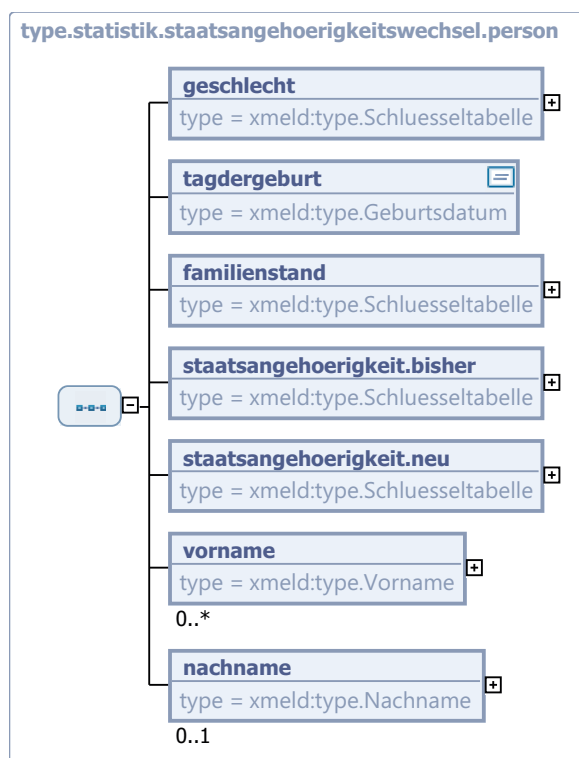 type.statistik.staatsangehoerigkeitswechsel.person
geschlecht
type = xmeld:type.Schluesseltabelle
tagdergeburt
type = xmeld:type.Geburtsdatum
familienstand
type = xmeld:type.Schluesseltabelle
staatsangehoerigkeit.bisher
type = xmeld:type.Schluesseltabelle
staatsangehoerigkeit.neu
type = xmeld:type.Schluesseltabelle
vorname
type = xmeld:type.Vorname
0..*
nachname
type = xmeld:type.Nachname
0..1